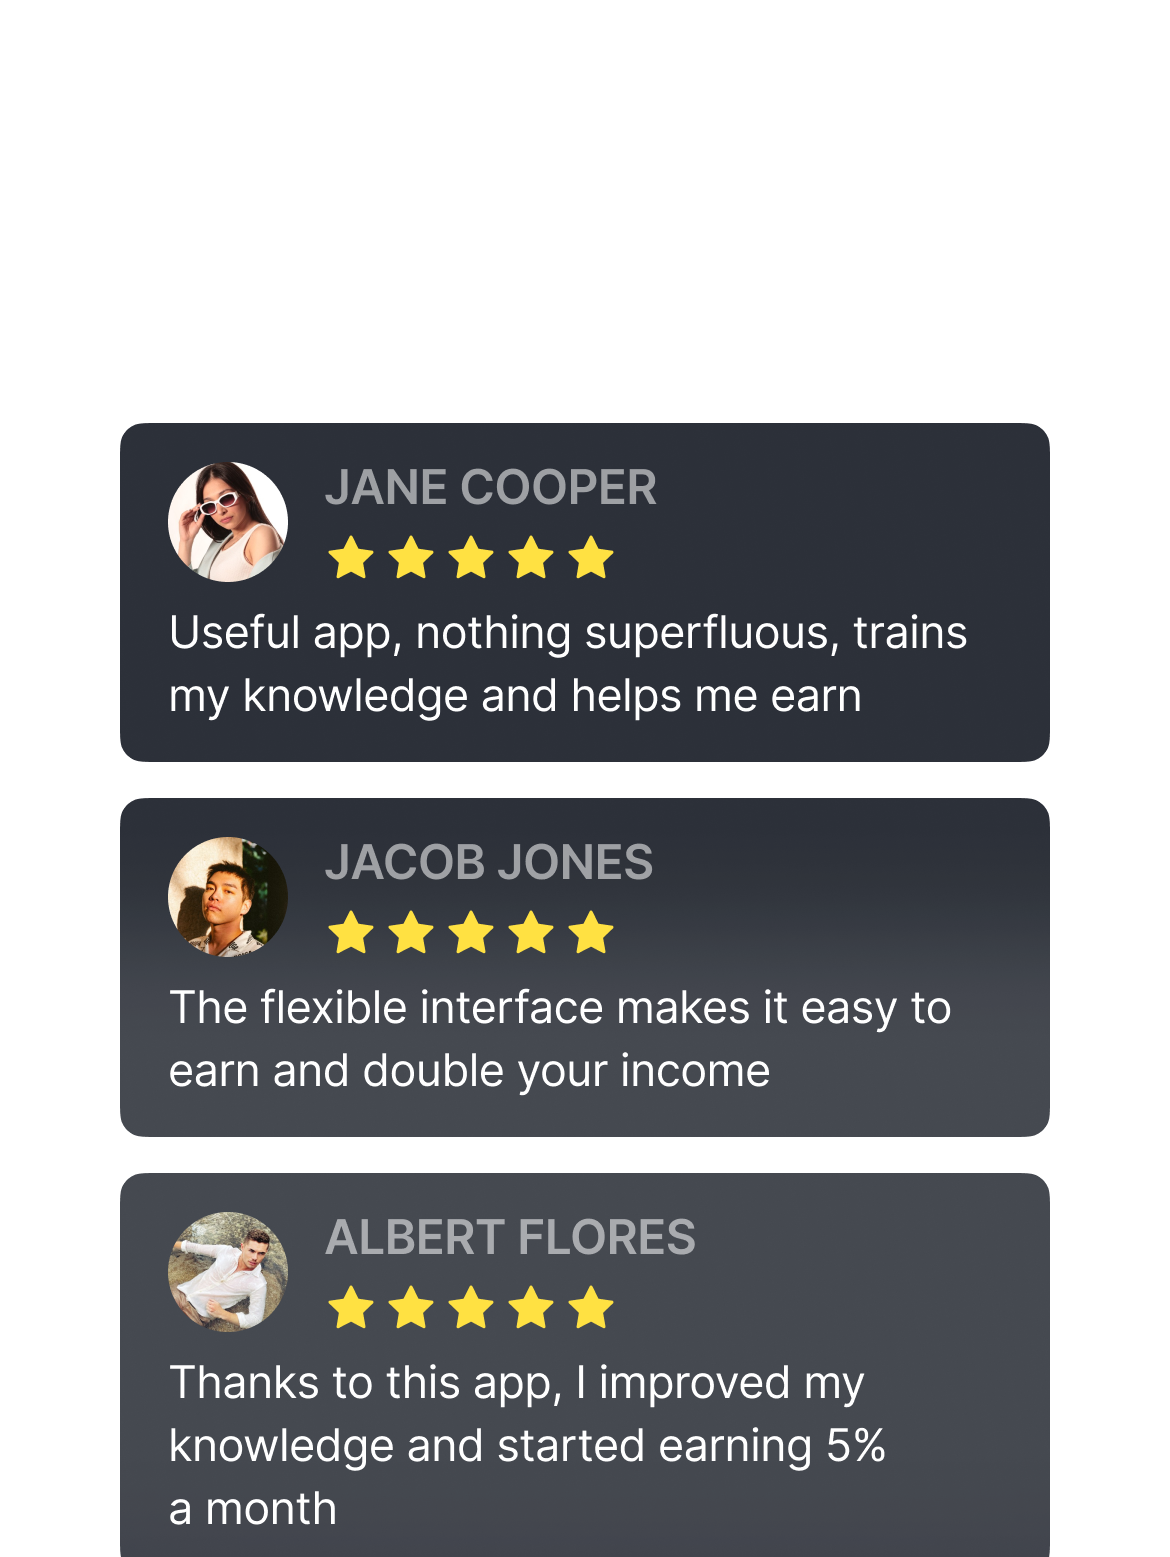 JANE COOPER
Useful app, nothing superfluous, trains
my knowledge and helps me earn
JACOB JONES
The flexible interface makes it easy to
earn and double your income
ALBERT FLORES
Thanks to this app, I improved my
knowledge and started earning 5%
a month